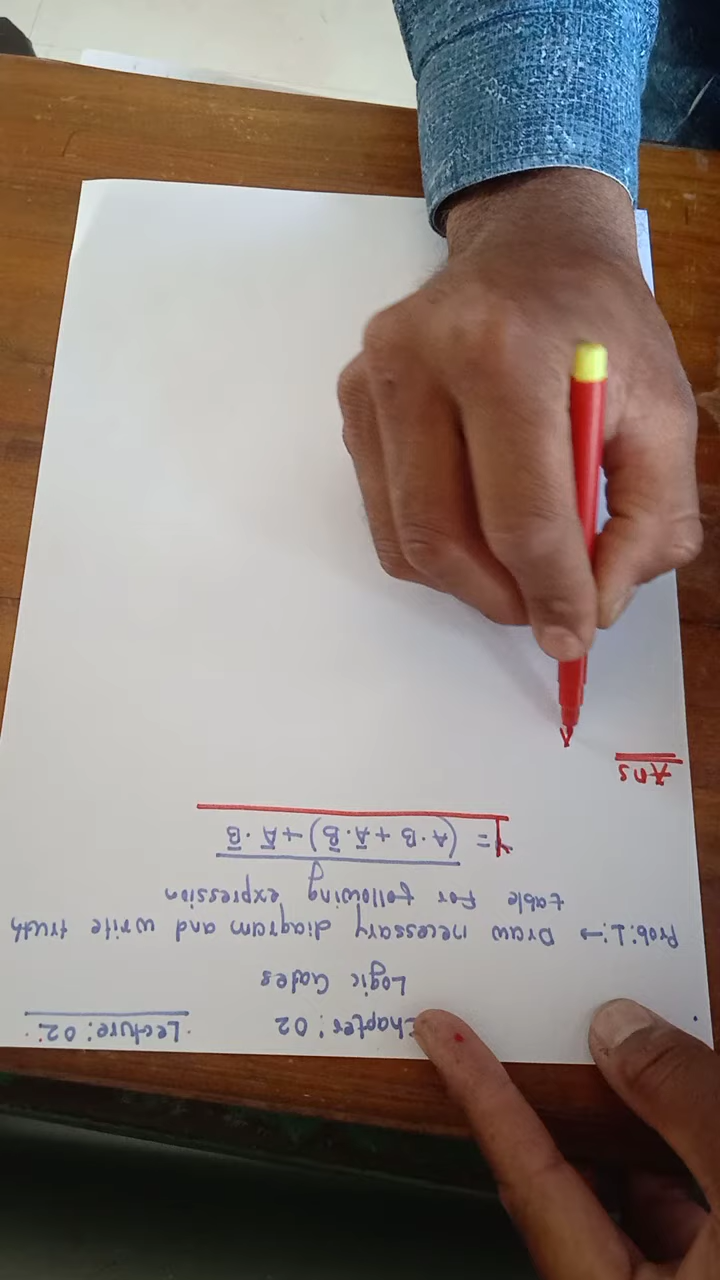 Chapter: 02 Lecture: 02
Logic Gates
Prob:1:→ Draw necessary diagram and write truth
table for following expression
Y = (A·B + Ā·B̄) + Ā·B̄
Ans